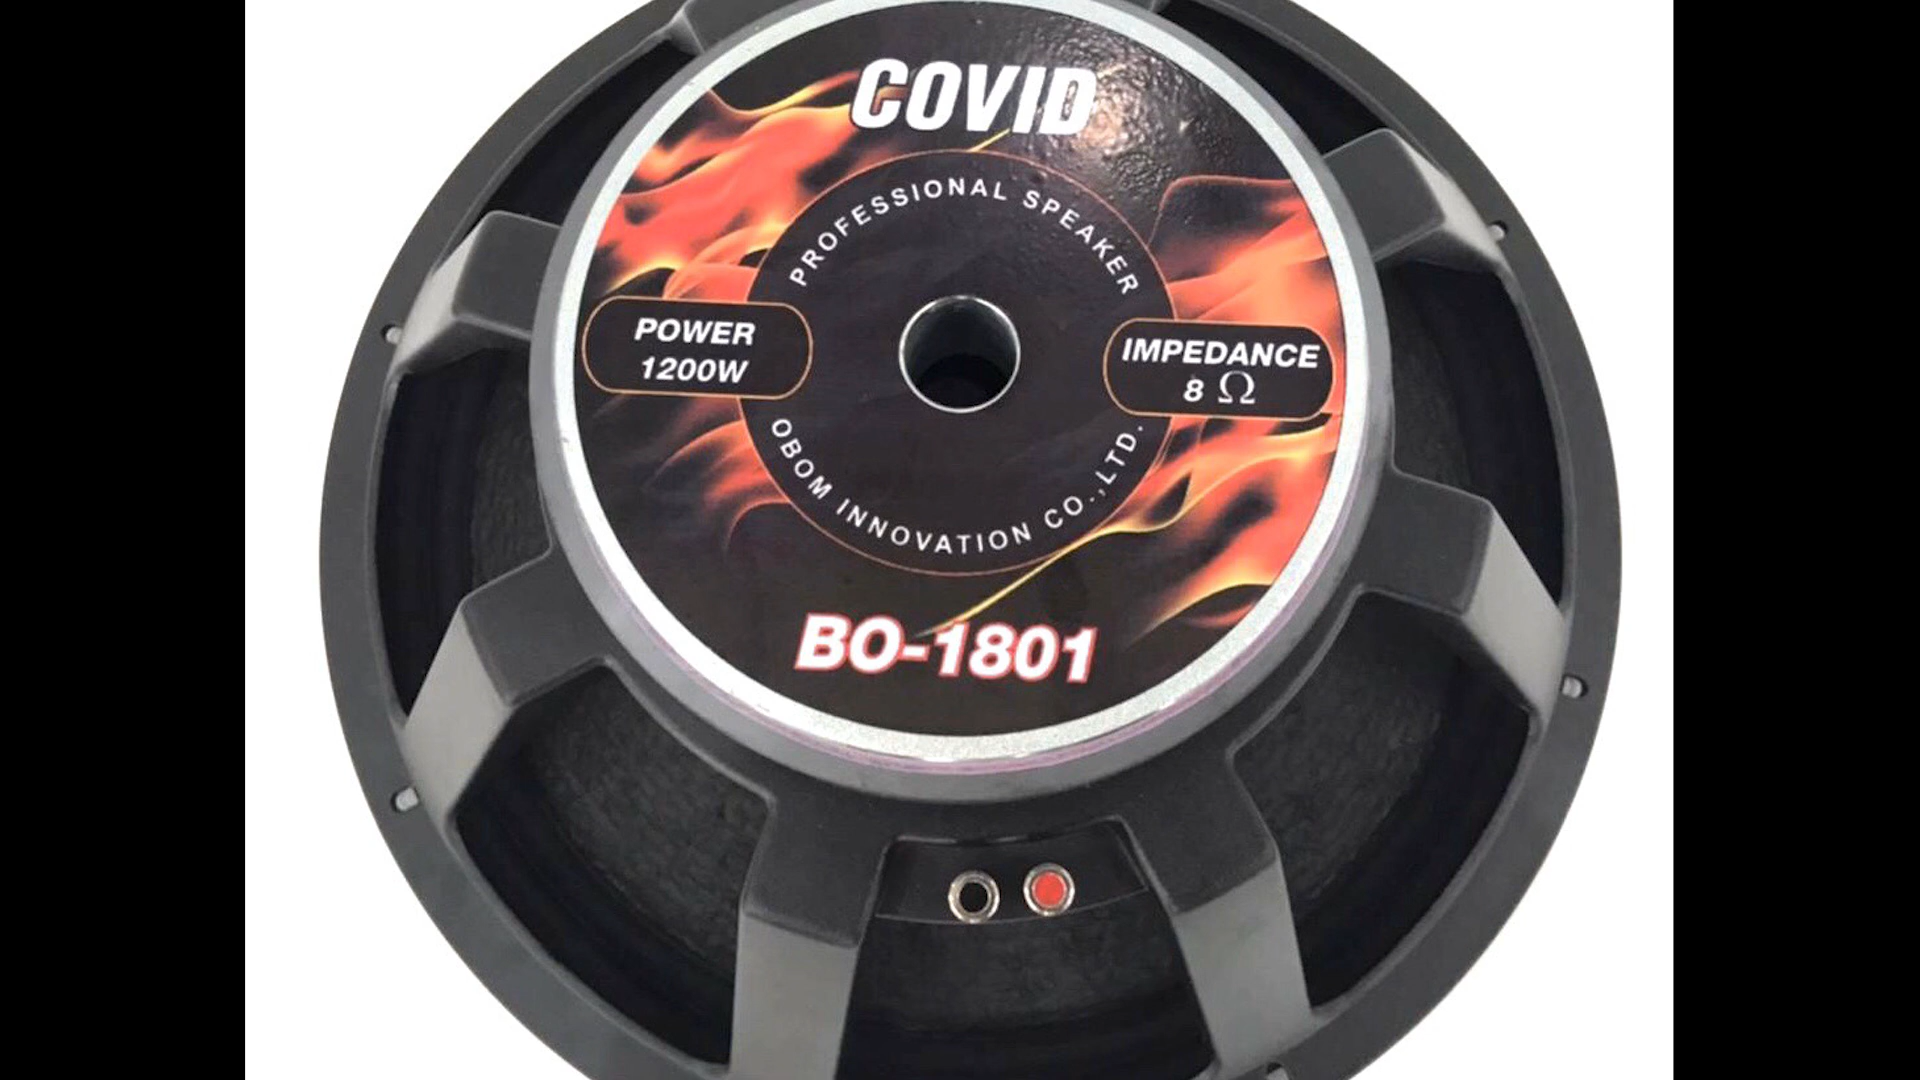 COVID
PROFESSIONAL SPEAKER
POWER
1200W
IMPEDANCE
8 Ω
OBOM INNOVATION CO.,LTD.
BO-1801